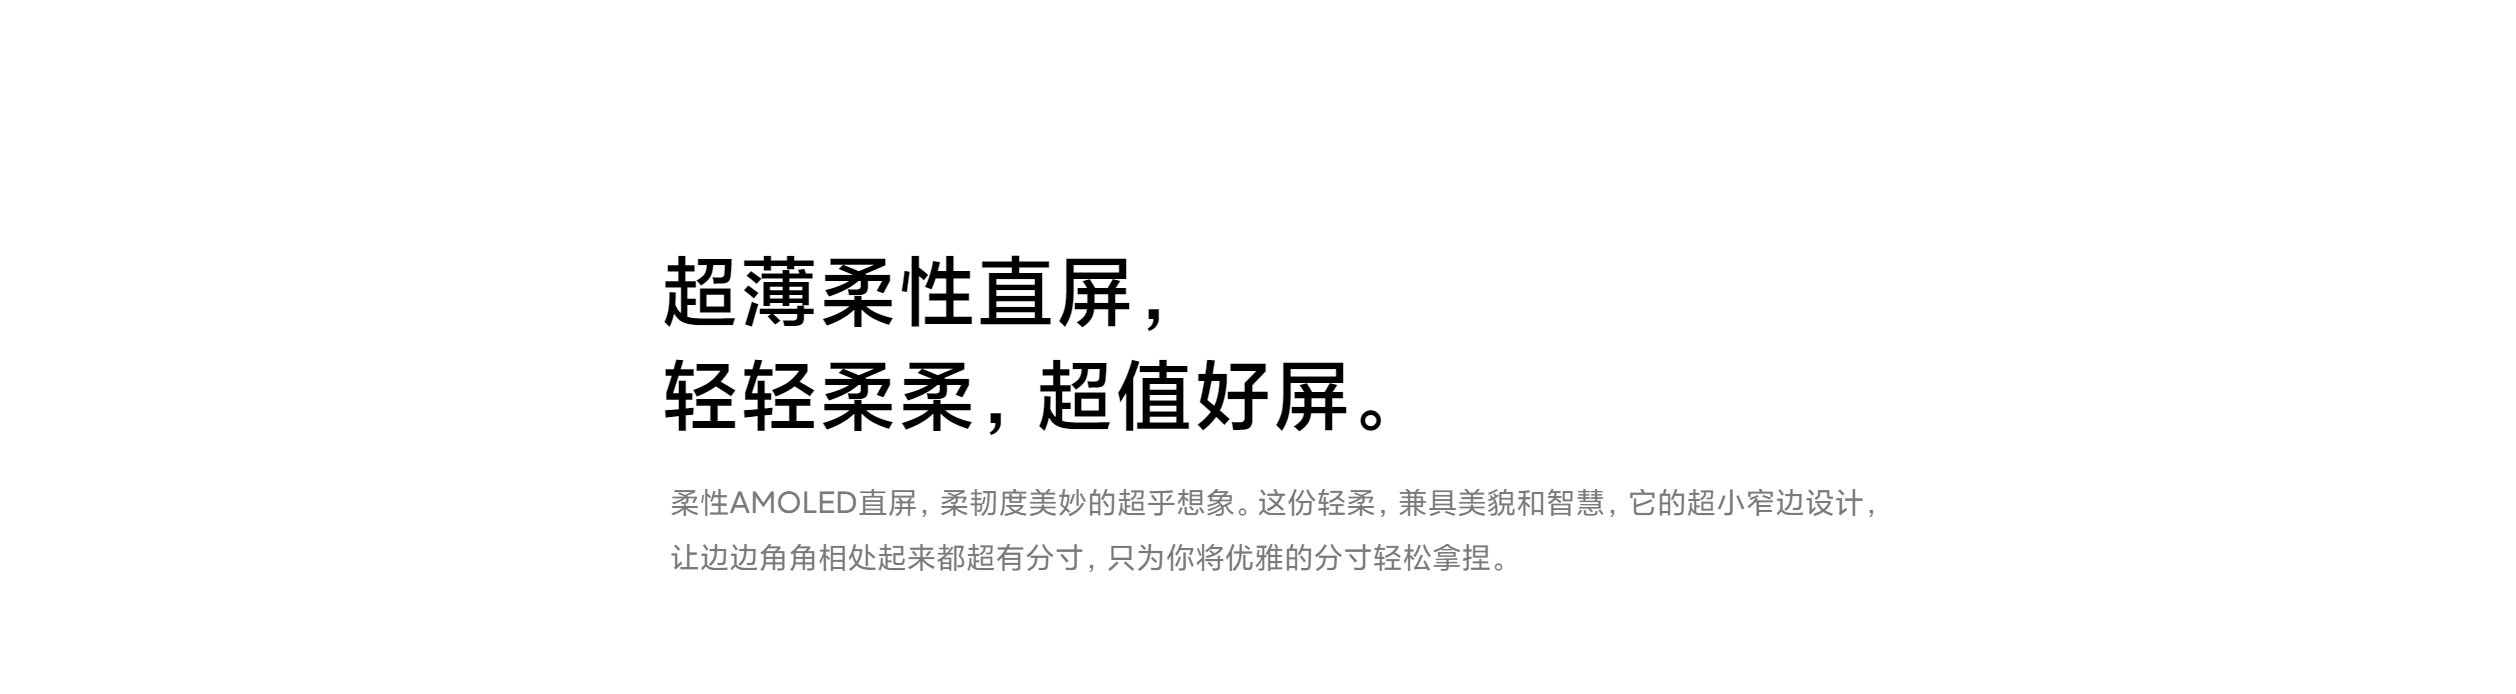 超薄柔性直屏，
轻轻柔柔，超值好屏。
柔性AMOLED直屏，柔韧度美妙的超乎想象。这份轻柔，兼具美貌和智慧，它的超小窄边设计，
让边边角角相处起来都超有分寸，只为你将优雅的分寸轻松拿捏。